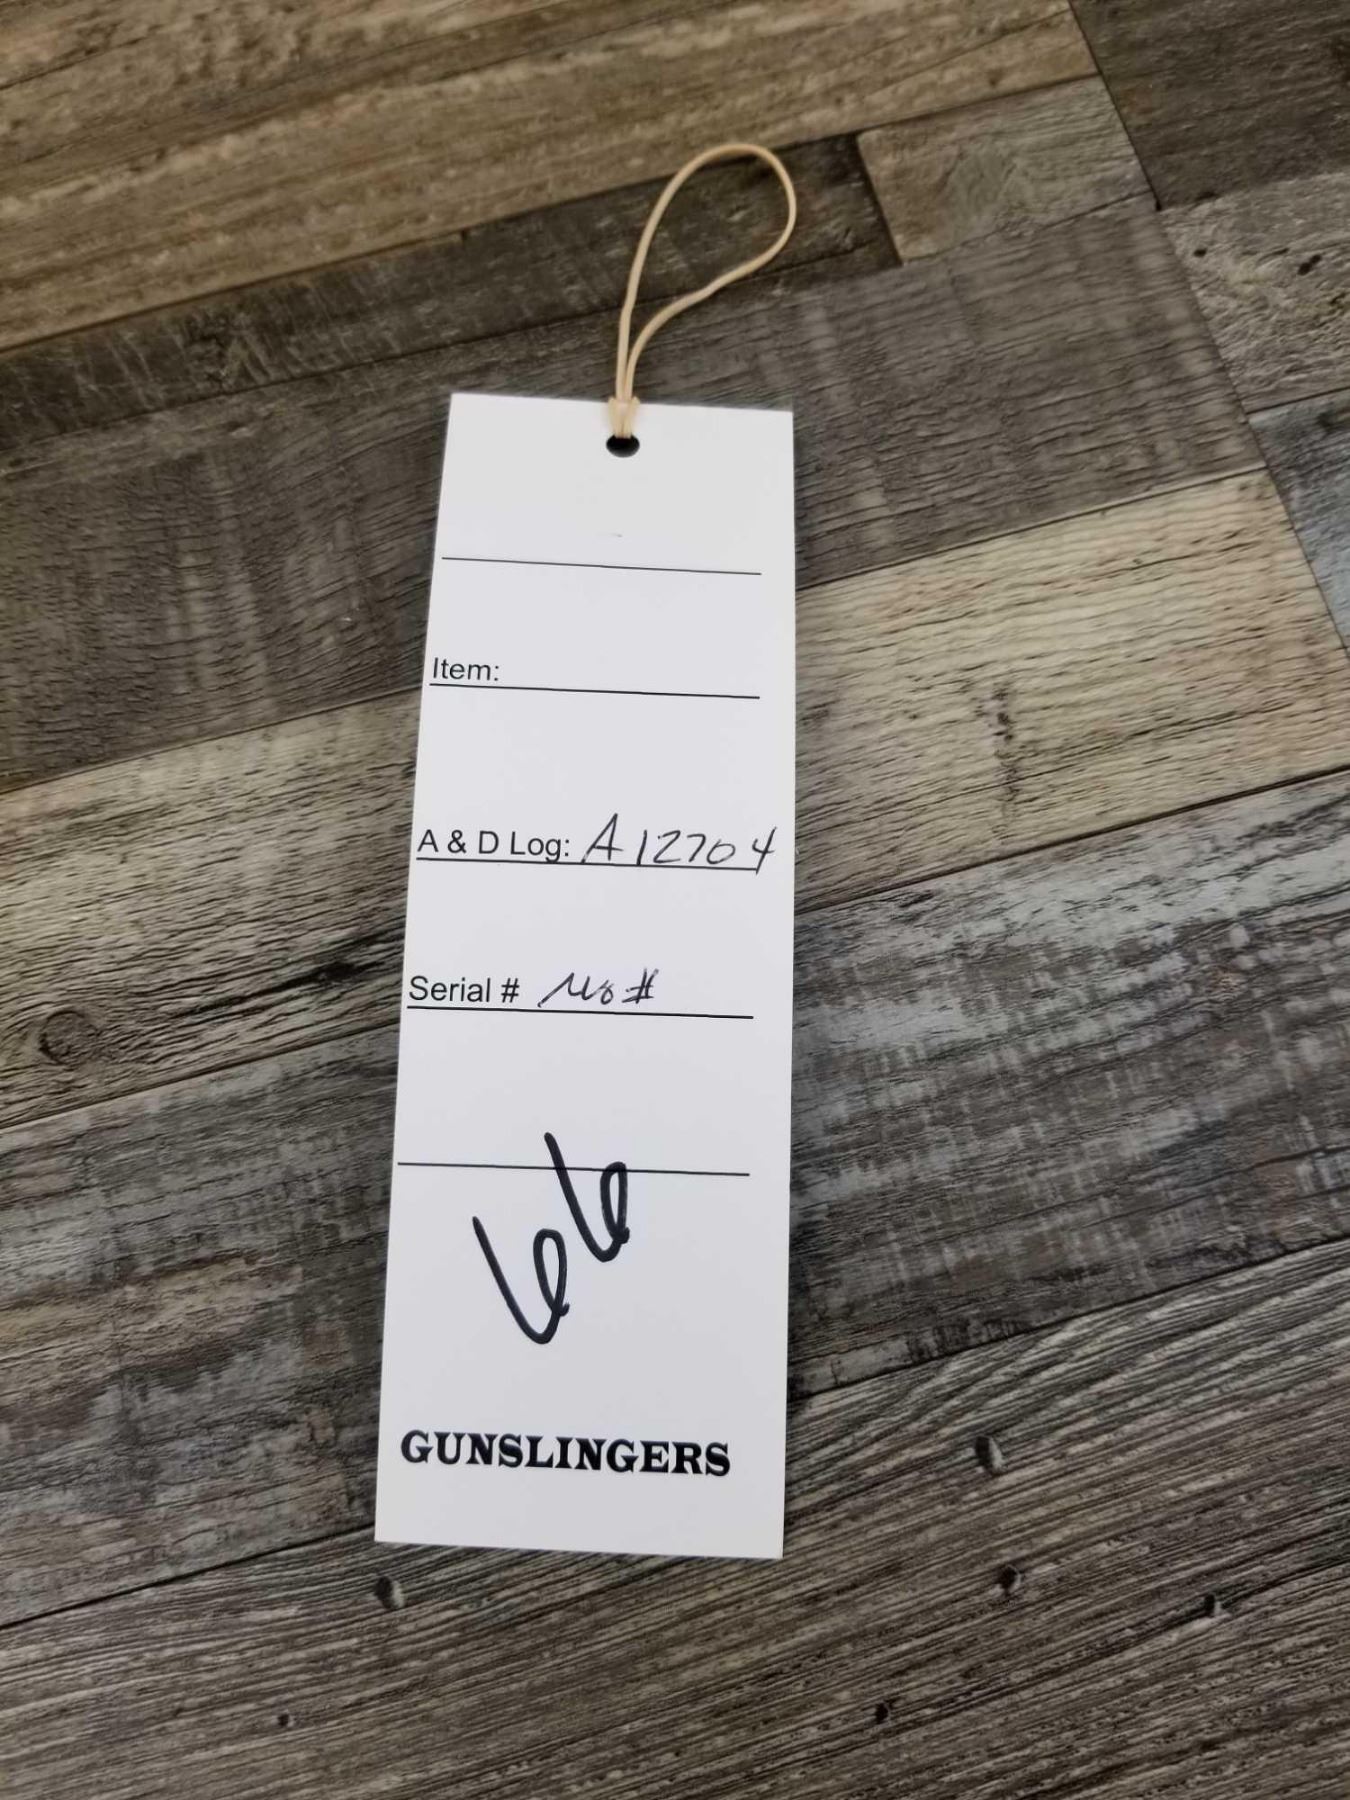 Item:
A & D Log: A12704
Serial # No #
66
GUNSLINGERS